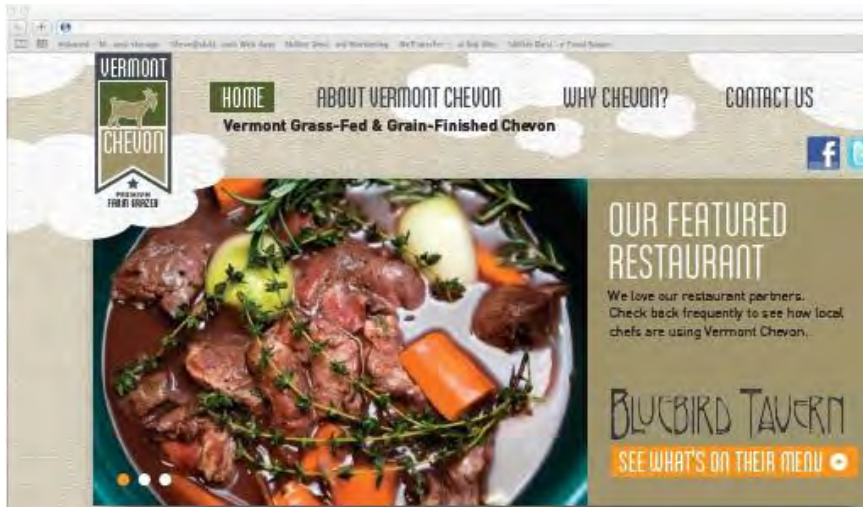 VERMONT
CHEVON
PREMIUM
FARM GRAZED
HOME
ABOUT VERMONT CHEVON
WHY CHEVON?
CONTACT US
Vermont Grass-Fed & Grain-Finished Chevon
f
OUR FEATURED
RESTAURANT
We love our restaurant partners.
Check back frequently to see how local
chefs are using Vermont Chevon.
BLUEBIRD TAVERN
SEE WHAT'S ON THEIR MENU